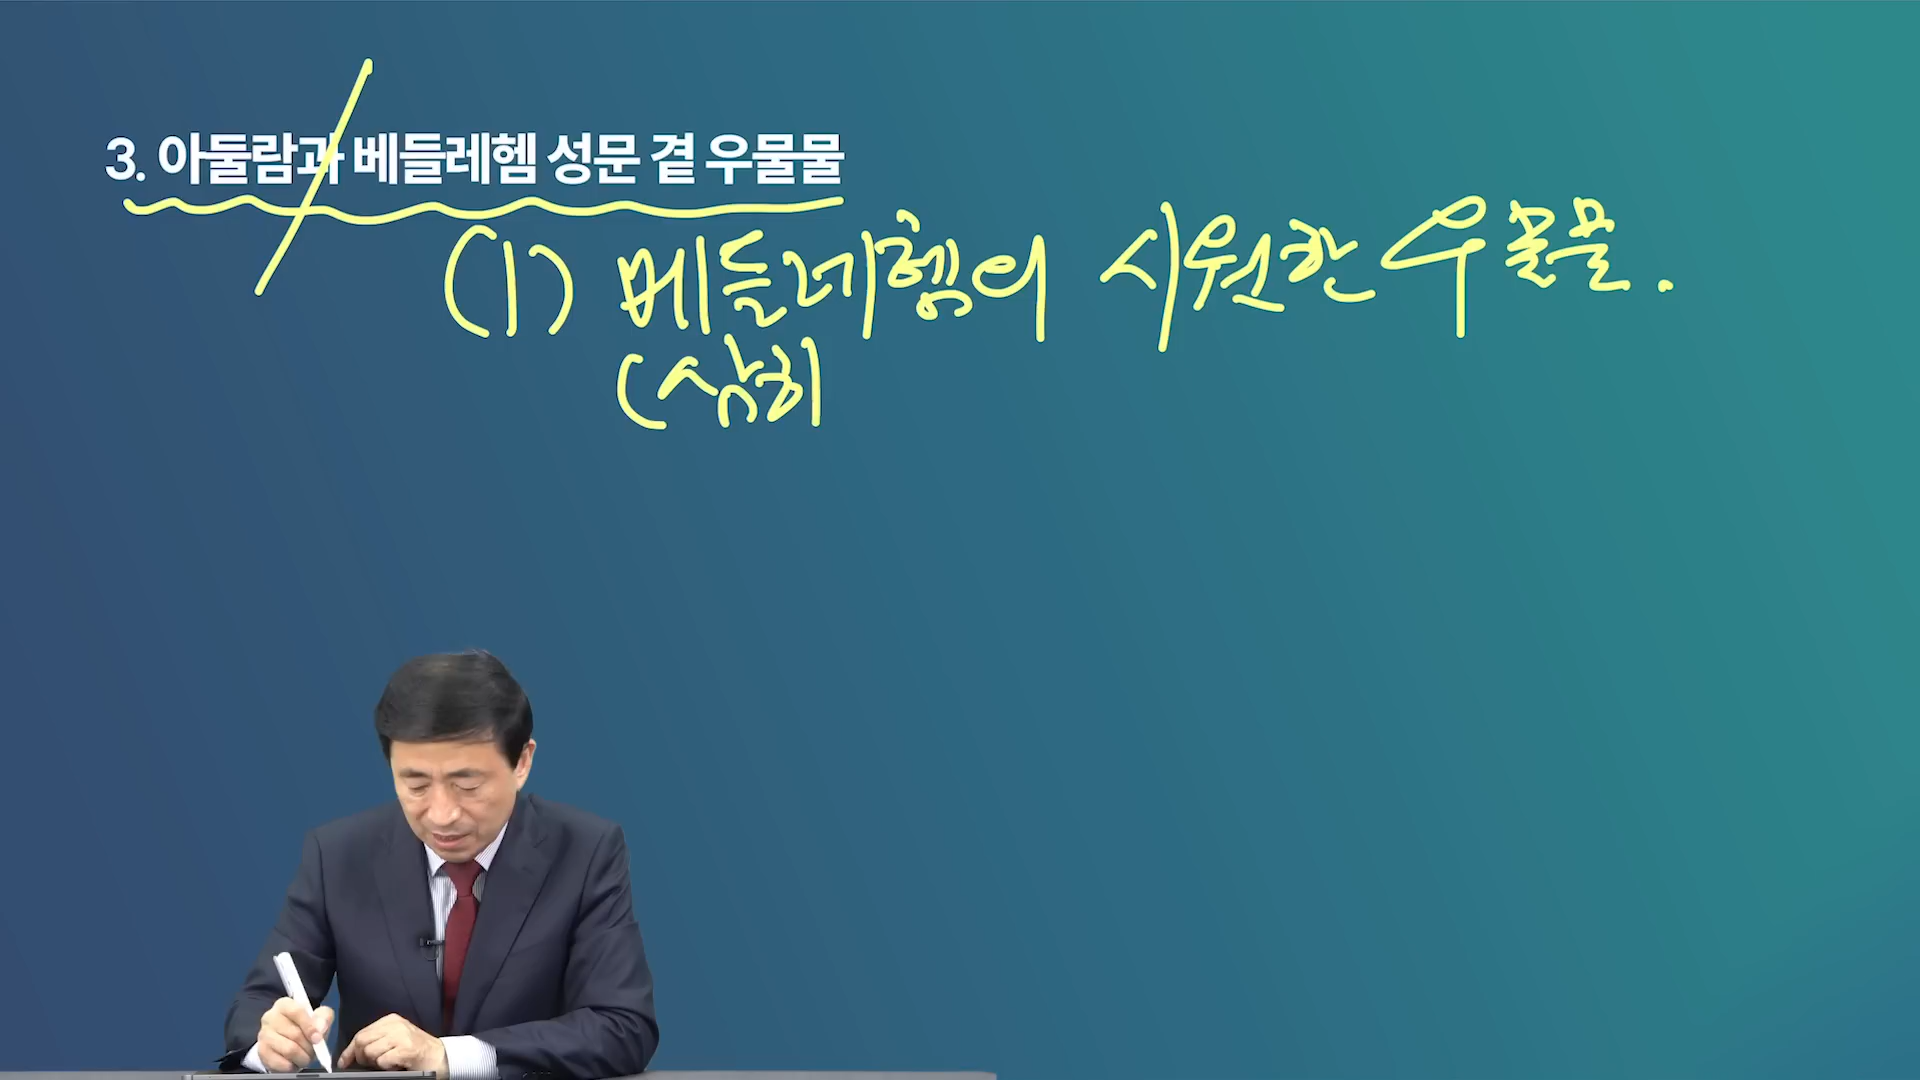 3. 아둘람과 베들레헴 성문 곁 우물물
(1) 베들레헴의 시원한 우물물.
(삼하